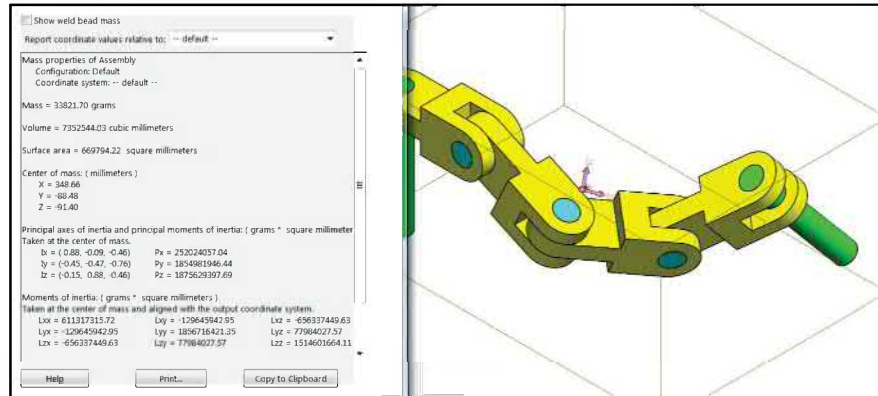 Show weld bead mass
Report coordinate values relative to: -- default --
Mass properties of Assembly
Configuration: Default
Coordinate system: -- default --
Mass = 33821.70 grams
Volume = 7352544.03 cubic millimeters
Surface area = 669794.22 square millimeters
Center of mass: ( millimeters )
X = 348.66
Y = -88.48
Z = -91.40
Principal axes of inertia and principal moments of inertia: ( grams * square millimeter
Taken at the center of mass.
Ix = ( 0.88, -0.09, -0.46) Px = 252024057.04
Iy = (-0.45, -0.47, -0.76) Py = 1854981946.44
Iz = (-0.15, 0.88, -0.46) Pz = 1875629397.69
Moments of inertia: ( grams * square millimeters )
Taken at the center of mass and aligned with the output coordinate system.
Lxx = 611317315.72 Lxy = -129645942.95 Lxz = -656337449.63
Lyx = -129645942.95 Lyy = 1856716421.35 Lyz = 77984027.57
Lzx = -656337449.63 Lzy = 77984027.57 Lzz = 1514601664.11
Help Print... Copy to Clipboard